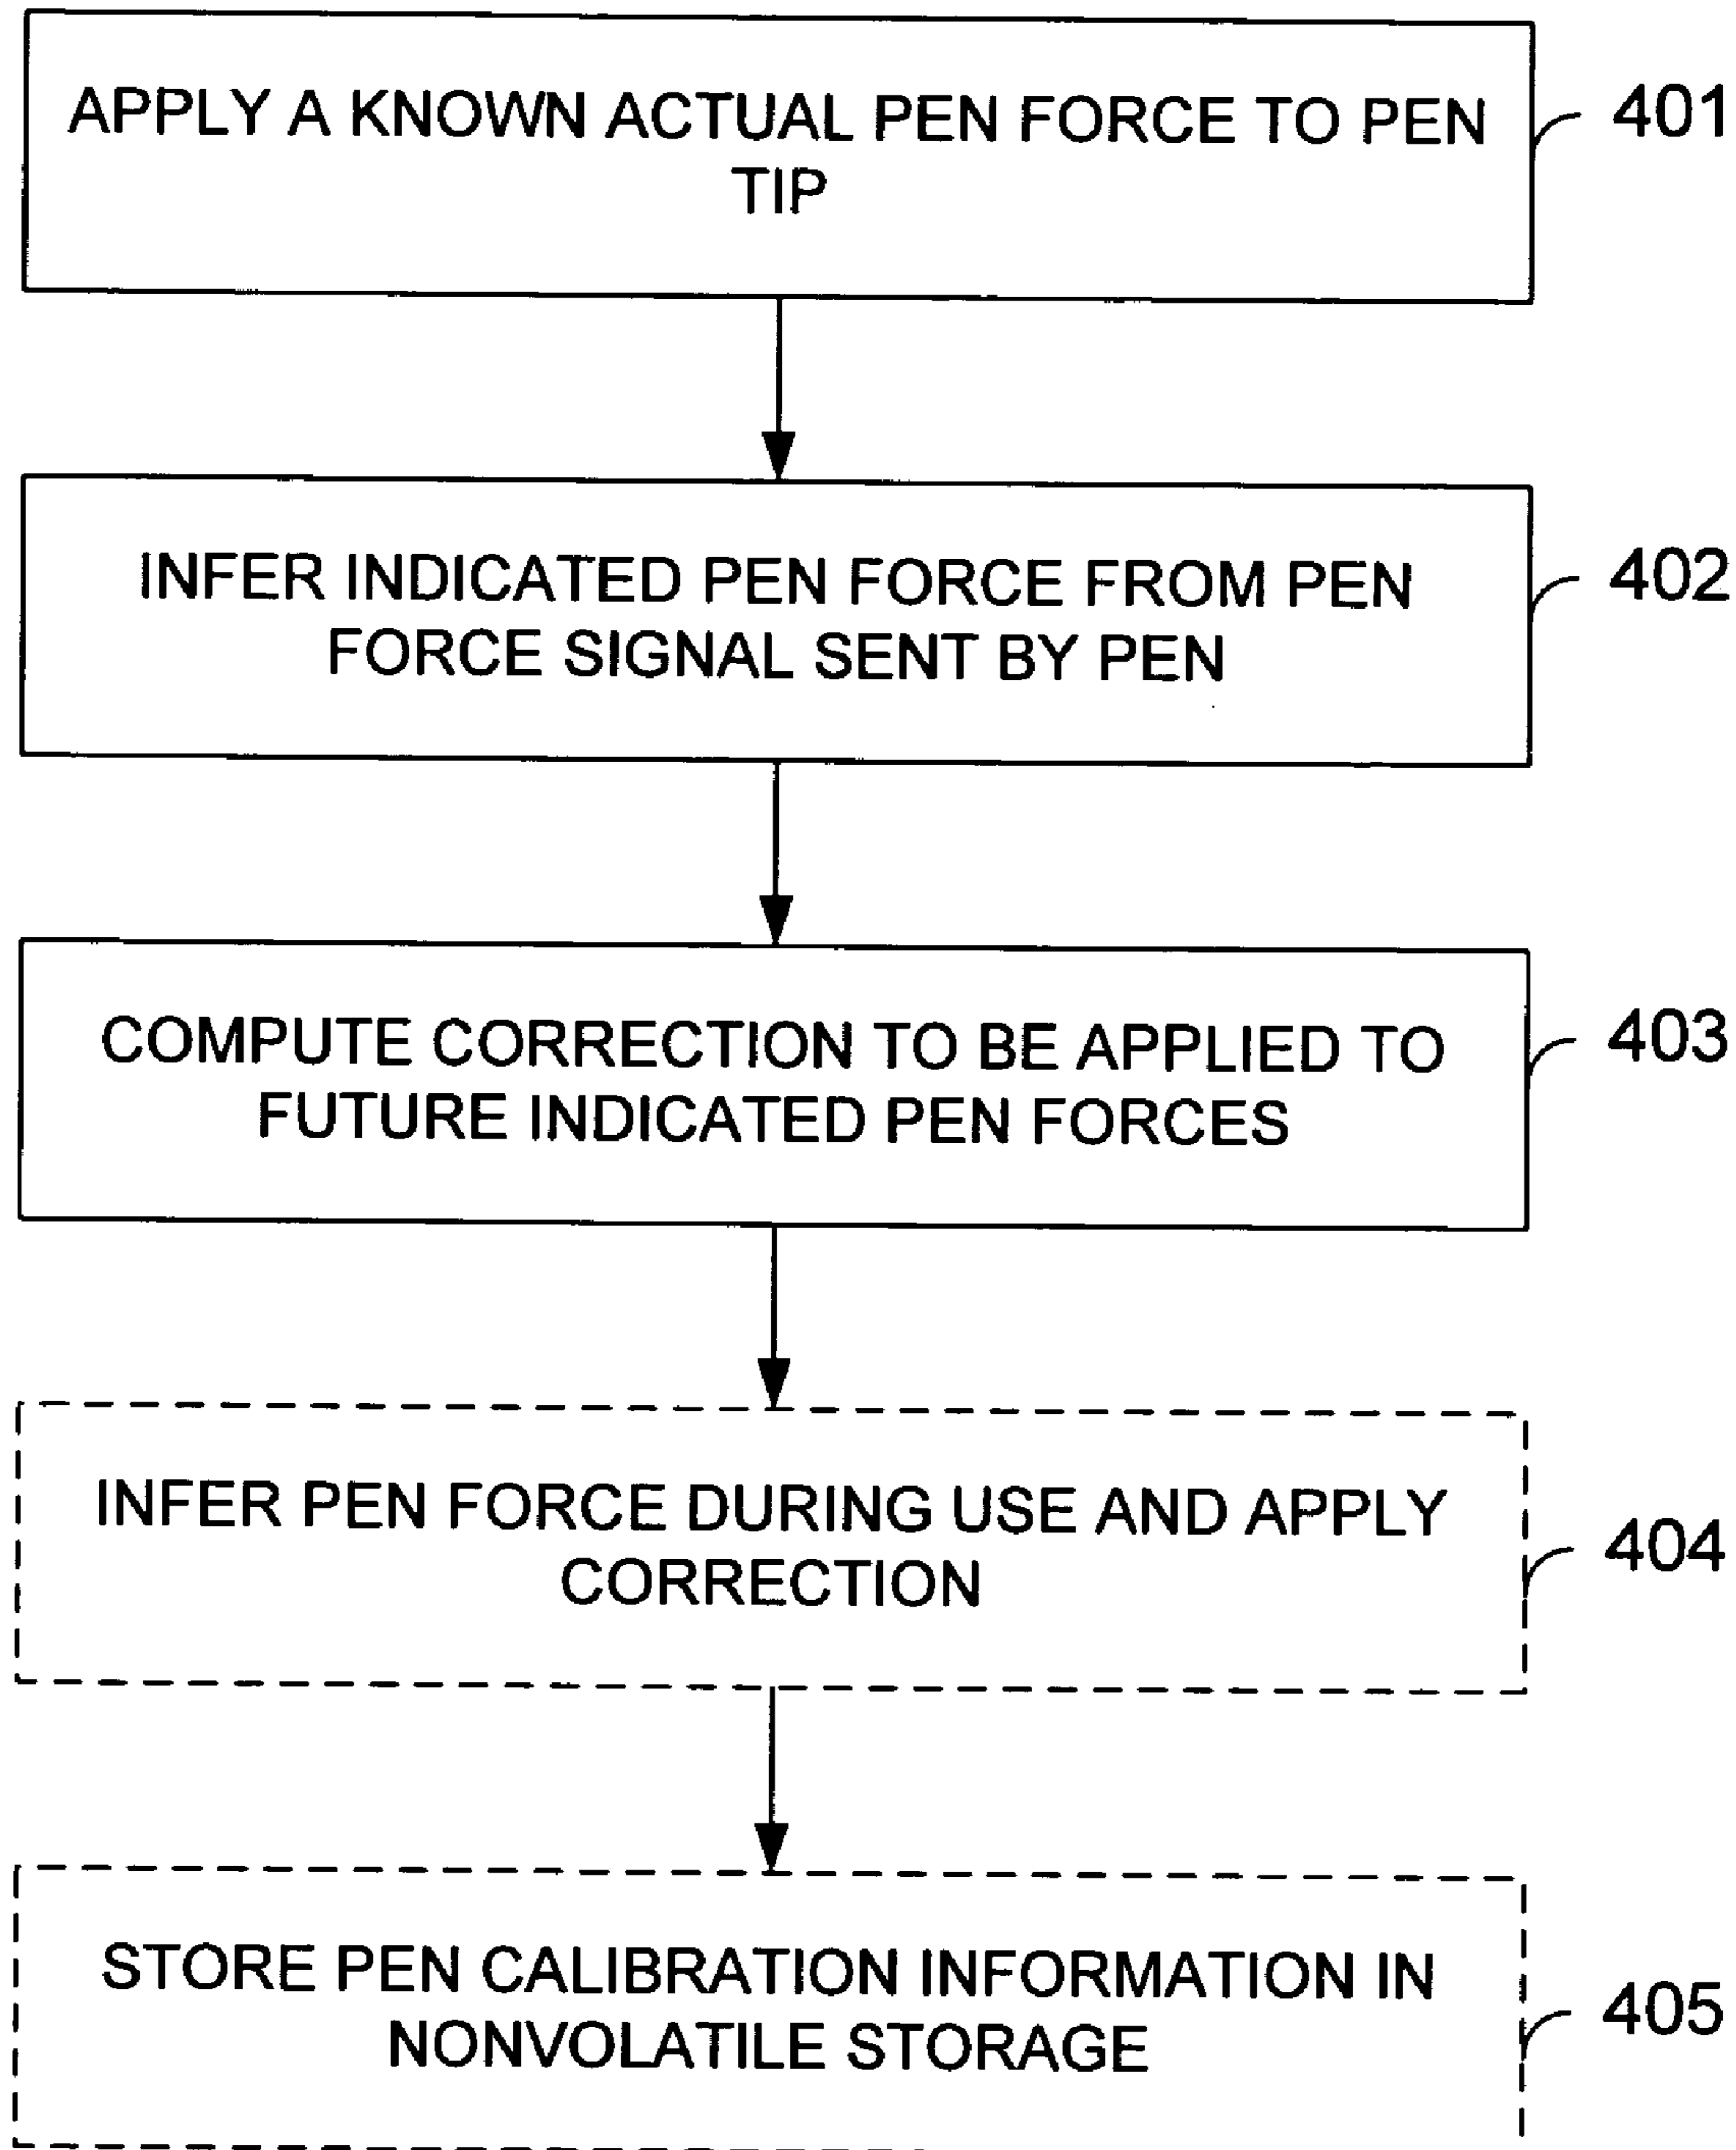 APPLY A KNOWN ACTUAL PEN FORCE TO PEN
TIP
401
INFER INDICATED PEN FORCE FROM PEN
FORCE SIGNAL SENT BY PEN
402
COMPUTE CORRECTION TO BE APPLIED TO
FUTURE INDICATED PEN FORCES
403
INFER PEN FORCE DURING USE AND APPLY
CORRECTION
404
STORE PEN CALIBRATION INFORMATION IN
NONVOLATILE STORAGE
405